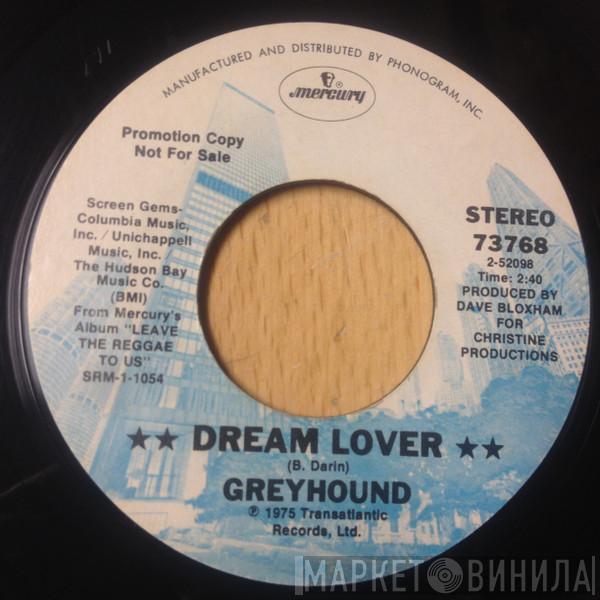 MANUFACTURED AND DISTRIBUTED BY PHONOGRAM, INC.
®
mercury
Promotion Copy
Not For Sale
Screen Gems-
Columbia Music,
Inc. / Unichappell
Music, Inc.
The Hudson Bay
Music Co.
(BMI)
From Mercury's
Album "LEAVE
THE REGGAE
TO US"
SRM-1-1054
STEREO
73768
2-52098
Time: 2:40
PRODUCED BY
DAVE BLOXHAM
FOR
CHRISTINE
PRODUCTIONS
★★ DREAM LOVER ★★
(B. Darin)
GREYHOUND
℗ 1975 Transatlantic
Records, Ltd.
МАРКЕТ ВИНИЛА